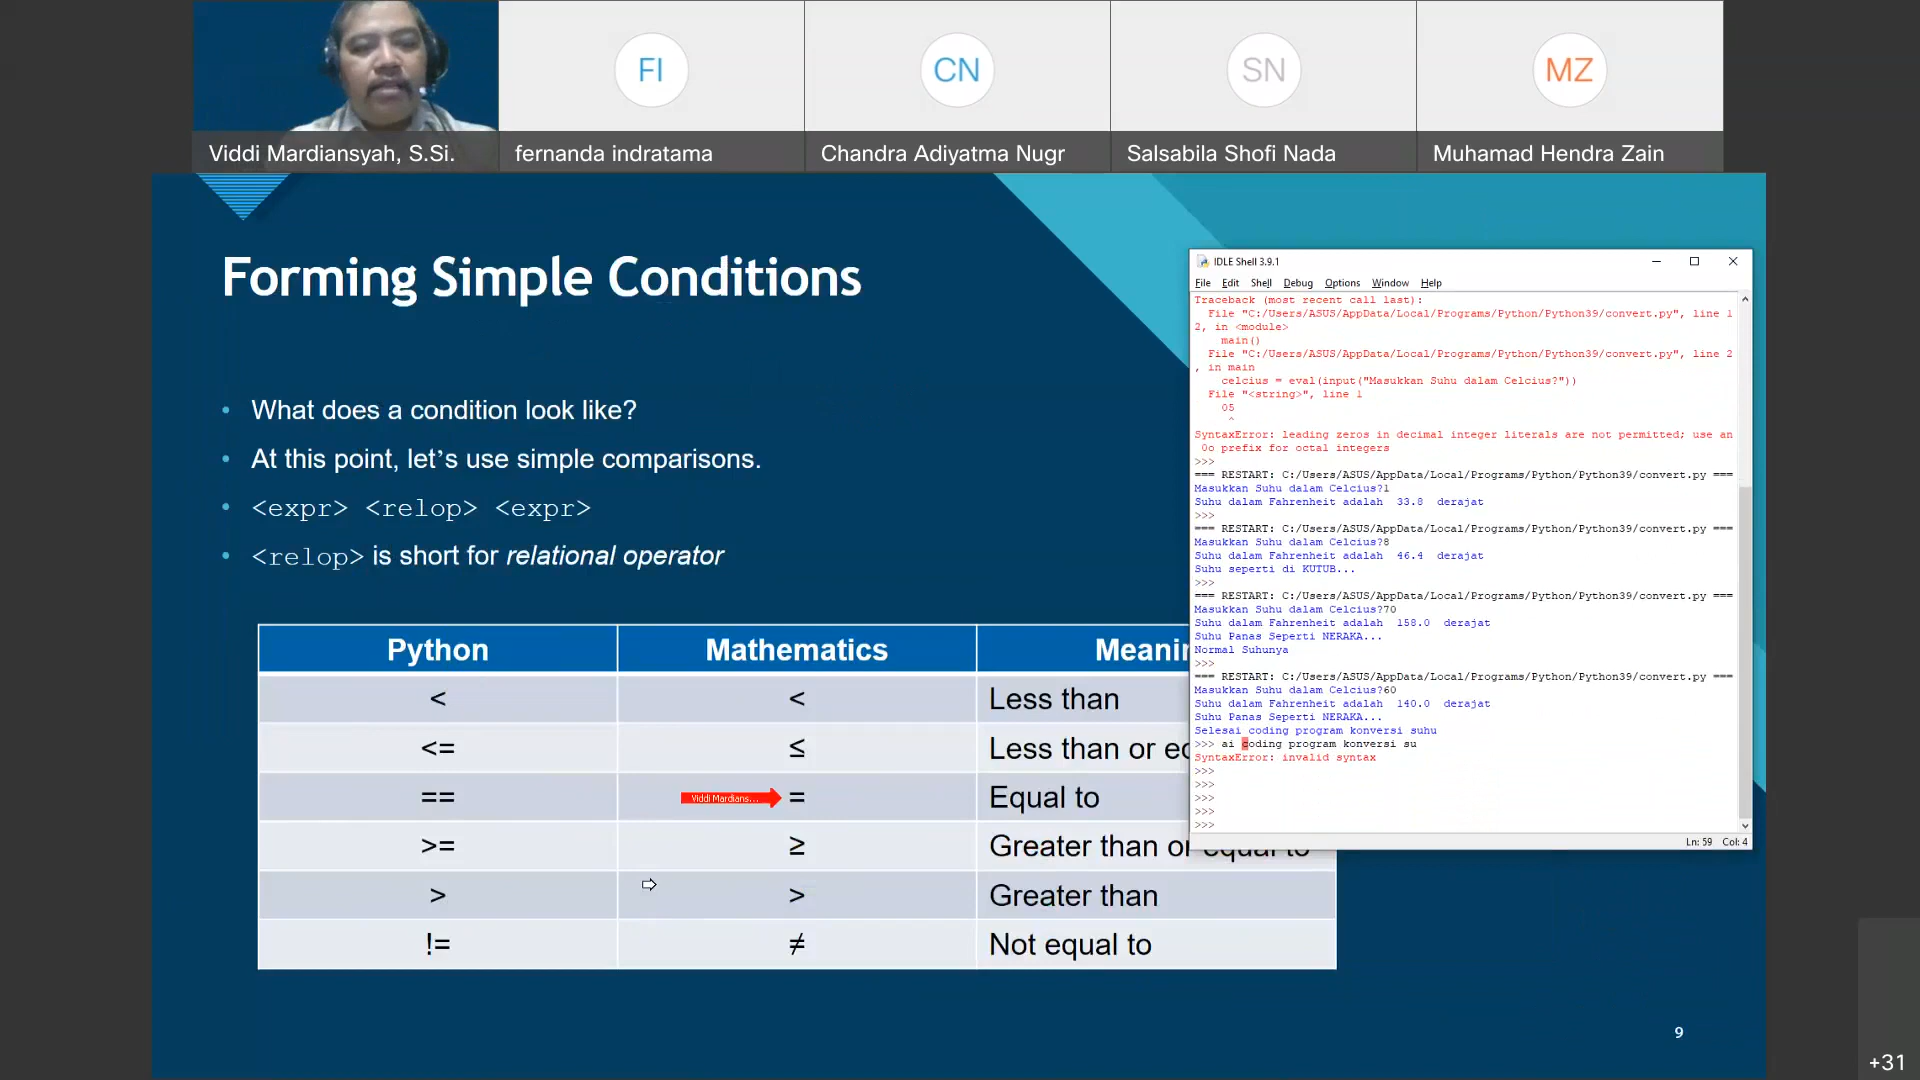 FI
CN
SN
MZ
Viddi Mardiansyah, S.Si.
fernanda indratama
Chandra Adiyatma Nugr
Salsabila Shofi Nada
Muhamad Hendra Zain
Forming Simple Conditions
• What does a condition look like?
• At this point, let's use simple comparisons.
• <expr> <relop> <expr>
• <relop> is short for relational operator
Python Mathematics Meanin
< < Less than
<= ≤ Less than or eq
== Viddi Mardians... = Equal to
>= ≥ Greater than or equal to
> > Greater than
!= ≠ Not equal to
9
+31
IDLE Shell 3.9.1
File Edit Shell Debug Options Window Help
Traceback (most recent call last):
File "C:/Users/ASUS/AppData/Local/Programs/Python/Python39/convert.py", line 1
2, in <module>
main()
File "C:/Users/ASUS/AppData/Local/Programs/Python/Python39/convert.py", line 2
, in main
celcius = eval(input("Masukkan Suhu dalam Celcius?"))
File "<string>", line 1
05
^
SyntaxError: leading zeros in decimal integer literals are not permitted; use an
0o prefix for octal integers
>>>
=== RESTART: C:/Users/ASUS/AppData/Local/Programs/Python/Python39/convert.py ===
Masukkan Suhu dalam Celcius?1
Suhu dalam Fahrenheit adalah 33.8 derajat
>>>
=== RESTART: C:/Users/ASUS/AppData/Local/Programs/Python/Python39/convert.py ===
Masukkan Suhu dalam Celcius?8
Suhu dalam Fahrenheit adalah 46.4 derajat
Suhu seperti di KUTUB...
>>>
=== RESTART: C:/Users/ASUS/AppData/Local/Programs/Python/Python39/convert.py ===
Masukkan Suhu dalam Celcius?70
Suhu dalam Fahrenheit adalah 158.0 derajat
Suhu Panas Seperti NERAKA...
Normal Suhunya
>>>
=== RESTART: C:/Users/ASUS/AppData/Local/Programs/Python/Python39/convert.py ===
Masukkan Suhu dalam Celcius?60
Suhu dalam Fahrenheit adalah 140.0 derajat
Suhu Panas Seperti NERAKA...
Selesai coding program konversi suhu
>>> ai coding program konversi su
SyntaxError: invalid syntax
>>>
>>>
>>>
>>>
>>>
Ln: 59 Col: 4